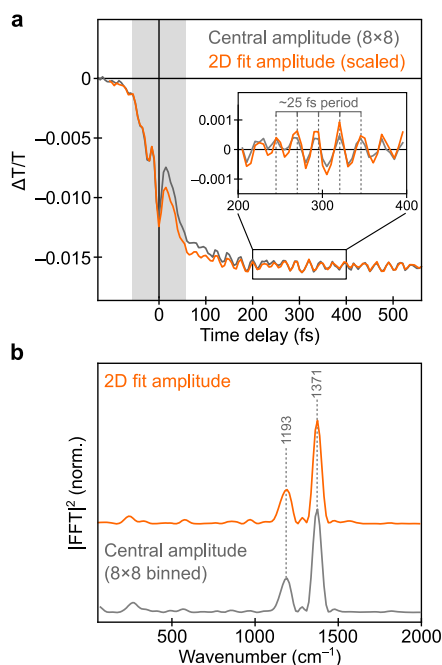 a
Central amplitude (8×8)
2D fit amplitude (scaled)
0
−0.005
−0.010
−0.015
ΔT/T
~25 fs period
0.001
0
−0.001
200
300
400
0
100
200
300
400
500
Time delay (fs)
b
2D fit amplitude
1193
1371
Central amplitude
(8×8 binned)
|FFT|² (norm.)
500
1000
1500
2000
Wavenumber (cm⁻¹)